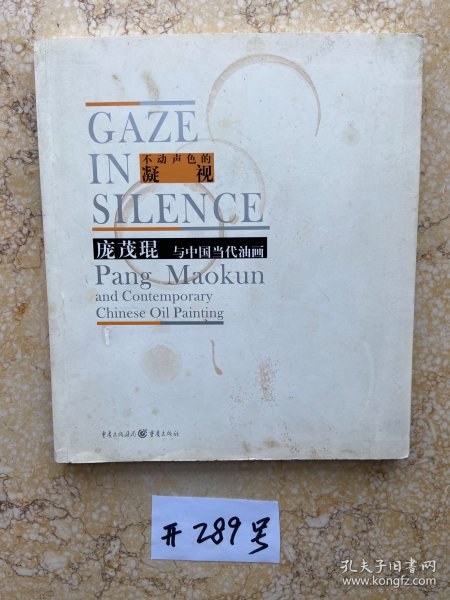 GAZE
IN
不动声色的
凝 视
SILENCE
庞茂琨 与中国当代油画
Pang Maokun
and Contemporary
Chinese Oil Painting
重庆出版集团 重庆出版社
开 289号
孔夫子旧书网
www.kongfz.com